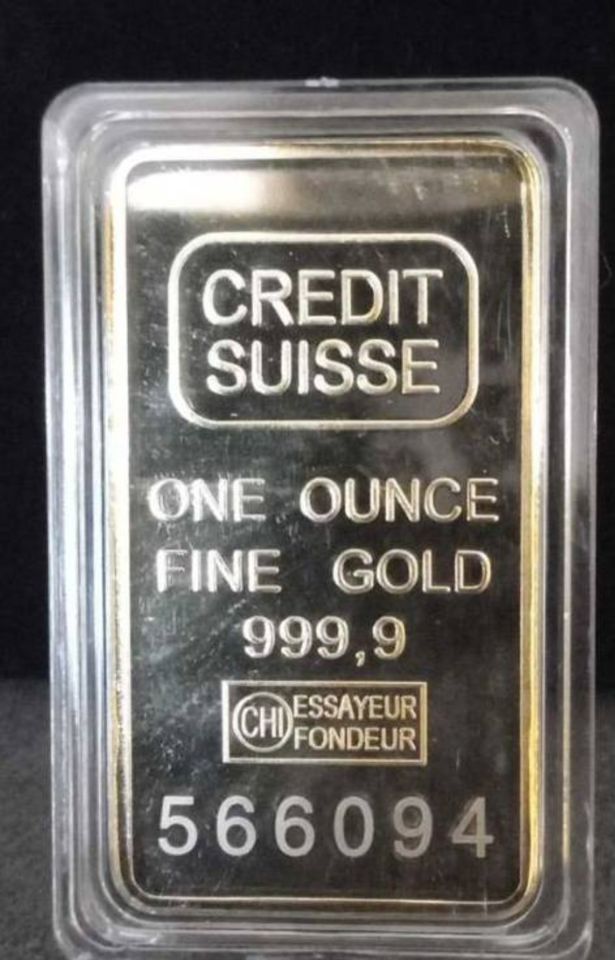 CREDIT
SUISSE
ONE OUNCE
FINE GOLD
999,9
CHI ESSAYEUR
FONDEUR
566094